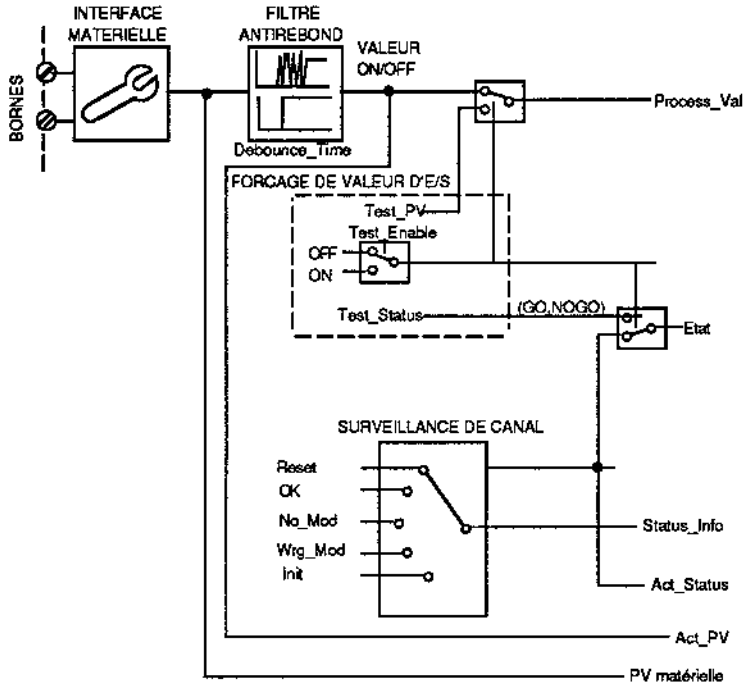 INTERFACE
MATERIELLE
FILTRE
ANTIREBOND
VALEUR
ON/OFF
BORNES
Debounce_Time
Process_Val
FORCAGE DE VALEUR D'E/S
Test_PV
Test_Enable
OFF
ON
Test_Status
(GO,NOGO)
Etat
SURVEILLANCE DE CANAL
Reset
OK
No_Mod
Wrg_Mod
Init
Status_Info
Act_Status
Act_PV
PV matérielle